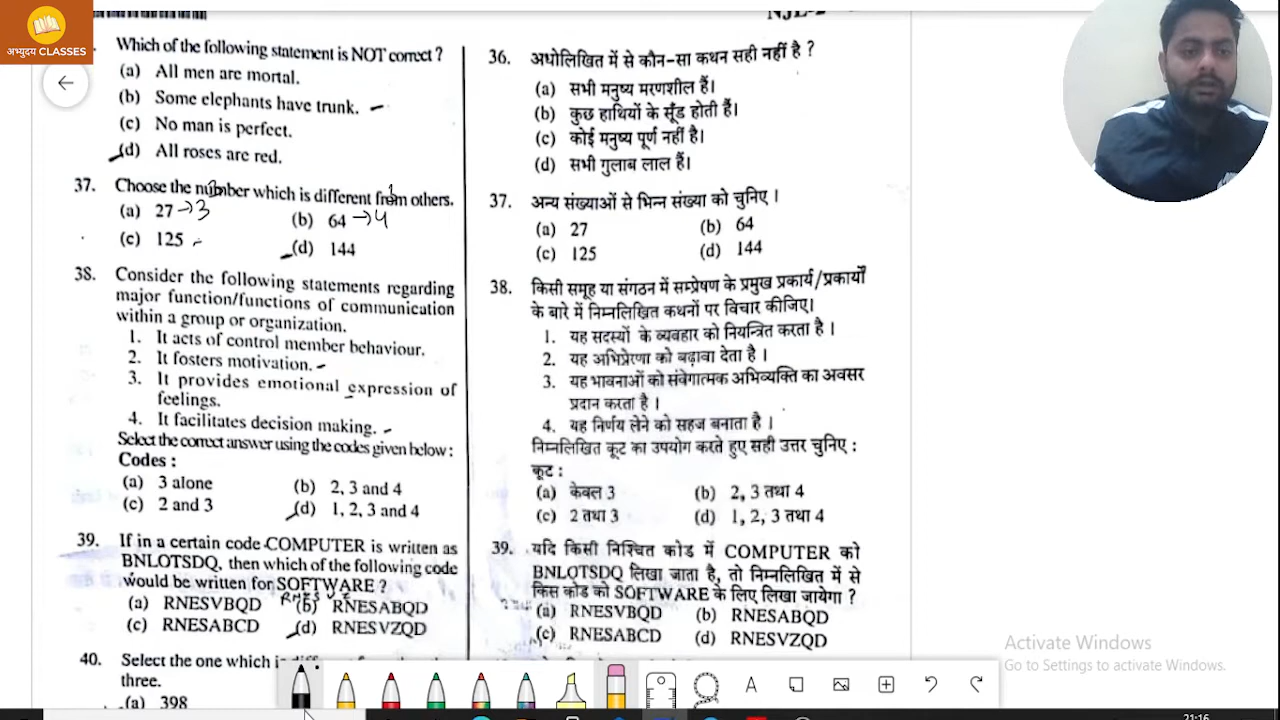 अभ्युदय CLASSES
Which of the following statement is NOT correct ?
(a) All men are mortal.
(b) Some elephants have trunk.
(c) No man is perfect.
(d) All roses are red.
37. Choose the number which is different from others.
(a) 27 → 3 (b) 64 → 4
(c) 125 (d) 144
38. Consider the following statements regarding
major function/functions of communication
within a group or organization.
1. It acts of control member behaviour.
2. It fosters motivation.
3. It provides emotional expression of
feelings.
4. It facilitates decision making.
Select the correct answer using the codes given below :
Codes :
(a) 3 alone (b) 2, 3 and 4
(c) 2 and 3 (d) 1, 2, 3 and 4
39. If in a certain code COMPUTER is written as
BNLOTSDQ, then which of the following code
would be written for SOFTWARE ?
(a) RNESVBQD (b) RNESABQD
(c) RNESABCD (d) RNESVZQD
40. Select the one which is
three.
(a) 398
36. अधोलिखित में से कौन-सा कथन सही नहीं है ?
(a) सभी मनुष्य मरणशील हैं।
(b) कुछ हाथियों के सूँड होती हैं।
(c) कोई मनुष्य पूर्ण नहीं है।
(d) सभी गुलाब लाल हैं।
37. अन्य संख्याओं से भिन्न संख्या को चुनिए ।
(a) 27 (b) 64
(c) 125 (d) 144
38. किसी समूह या संगठन में सम्प्रेषण के प्रमुख प्रकार्य/प्रकार्यों
के बारे में निम्नलिखित कथनों पर विचार कीजिए।
1. यह सदस्यों के व्यवहार को नियन्त्रित करता है ।
2. यह अभिप्रेरणा को बढ़ावा देता है ।
3. यह भावनाओं को संवेगात्मक अभिव्यक्ति का अवसर
प्रदान करता है ।
4. यह निर्णय लेने को सहज बनाता है ।
निम्नलिखित कूट का उपयोग करते हुए सही उत्तर चुनिए :
कूट :
(a) केवल 3 (b) 2, 3 तथा 4
(c) 2 तथा 3 (d) 1, 2, 3 तथा 4
39. यदि किसी निश्चित कोड में COMPUTER को
BNLOTSDQ लिखा जाता है, तो निम्नलिखित में से
किस कोड को SOFTWARE के लिए लिखा जायेगा ?
(a) RNESVBQD (b) RNESABQD
(c) RNESABCD (d) RNESVZQD
Activate Windows
Go to Settings to activate Windows.
21:16